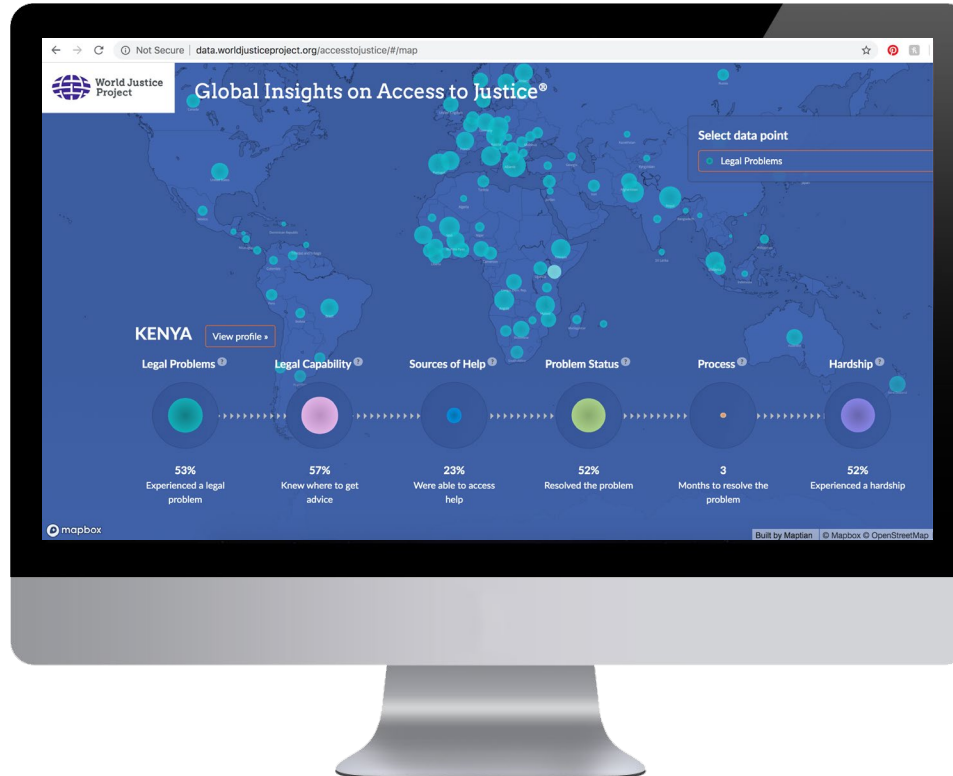 Not Secure | data.worldjusticeproject.org/accesstojustice/#/map
World Justice
Project
Global Insights on Access to Justice®
Select data point
Legal Problems
KENYA
View profile »
Legal Problems ?
Legal Capability ?
Sources of Help ?
Problem Status ?
Process ?
Hardship ?
53%
Experienced a legal
problem
57%
Knew where to get
advice
23%
Were able to access
help
52%
Resolved the problem
3
Months to resolve the
problem
52%
Experienced a hardship
mapbox
Built by Maptian
© Mapbox © OpenStreetMap